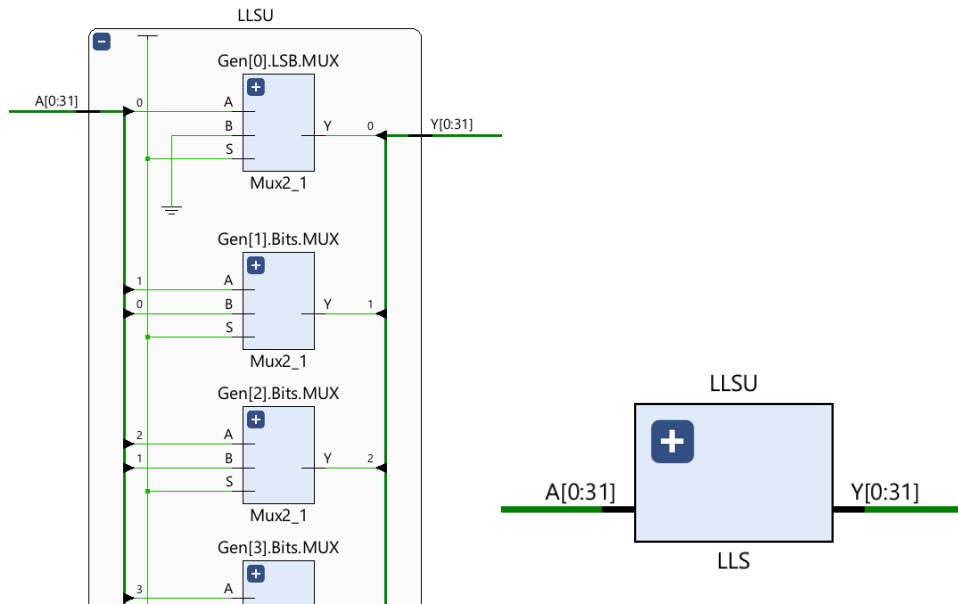 LLSU
Gen[0].LSB.MUX
A[0:31]
0
A
B
Y
0
Y[0:31]
S
Mux2_1
Gen[1].Bits.MUX
1
A
0
B
Y
1
S
Mux2_1
Gen[2].Bits.MUX
2
A
1
B
Y
2
S
Mux2_1
Gen[3].Bits.MUX
3
A
LLSU
A[0:31]
Y[0:31]
LLS